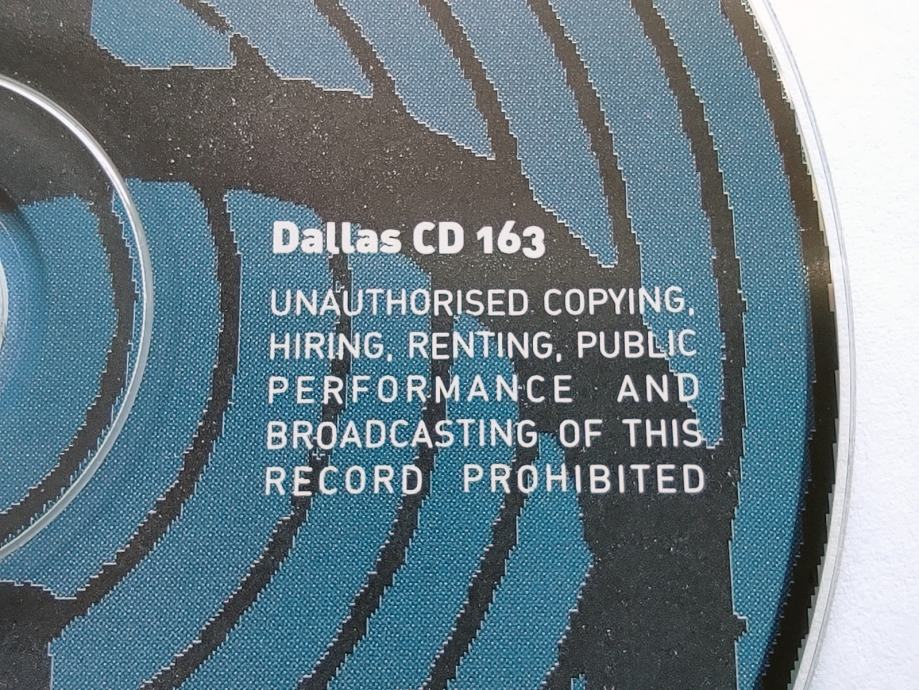 Dallas CD 163
UNAUTHORISED COPYING,
HIRING, RENTING, PUBLIC
PERFORMANCE AND
BROADCASTING OF THIS
RECORD PROHIBITED